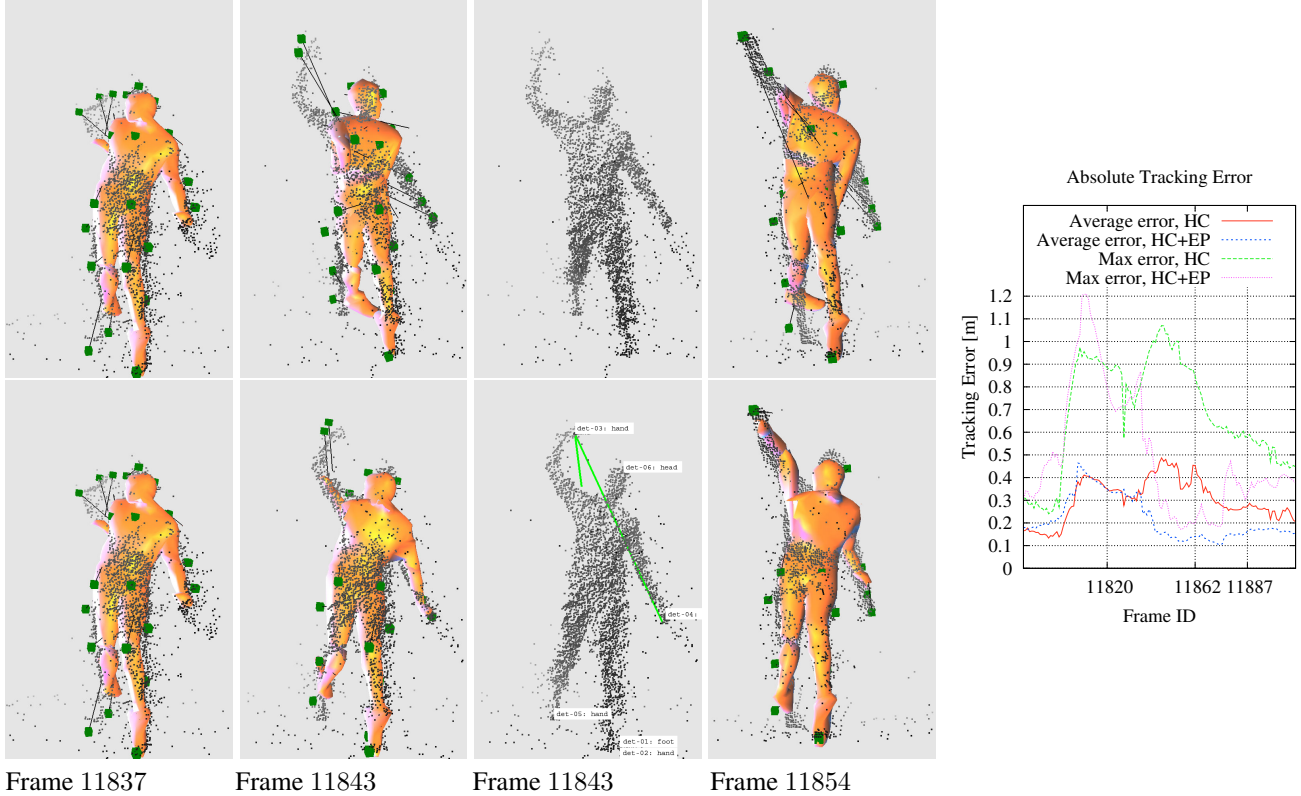 det-03: hand
det-06: head
det-04:
det-05: hand
det-01: foot
det-02: hand
Frame 11837
Frame 11843
Frame 11843
Frame 11854
Absolute Tracking Error
Average error, HC
Average error, HC+EP
Max error, HC
Max error, HC+EP
1.2
1.1
1
0.9
0.8
0.7
0.6
0.5
0.4
0.3
0.2
0.1
0
Tracking Error [m]
11820 11862 11887
Frame ID